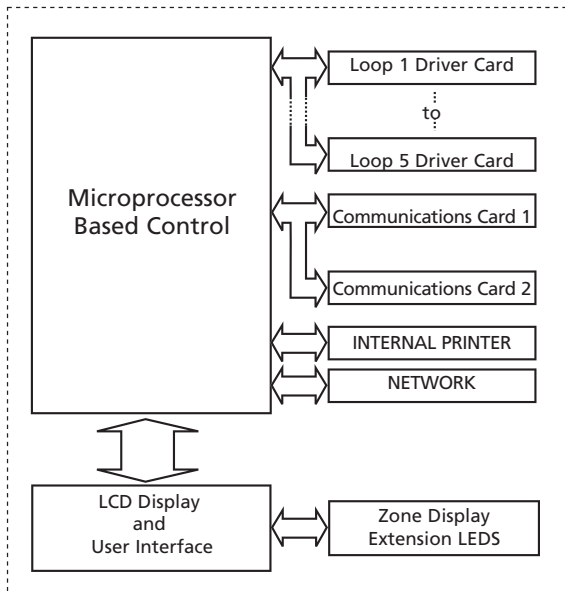 Microprocessor
Based Control
Loop 1 Driver Card
to
Loop 5 Driver Card
Communications Card 1
Communications Card 2
INTERNAL PRINTER
NETWORK
LCD Display
and
User Interface
Zone Display
Extension LEDS